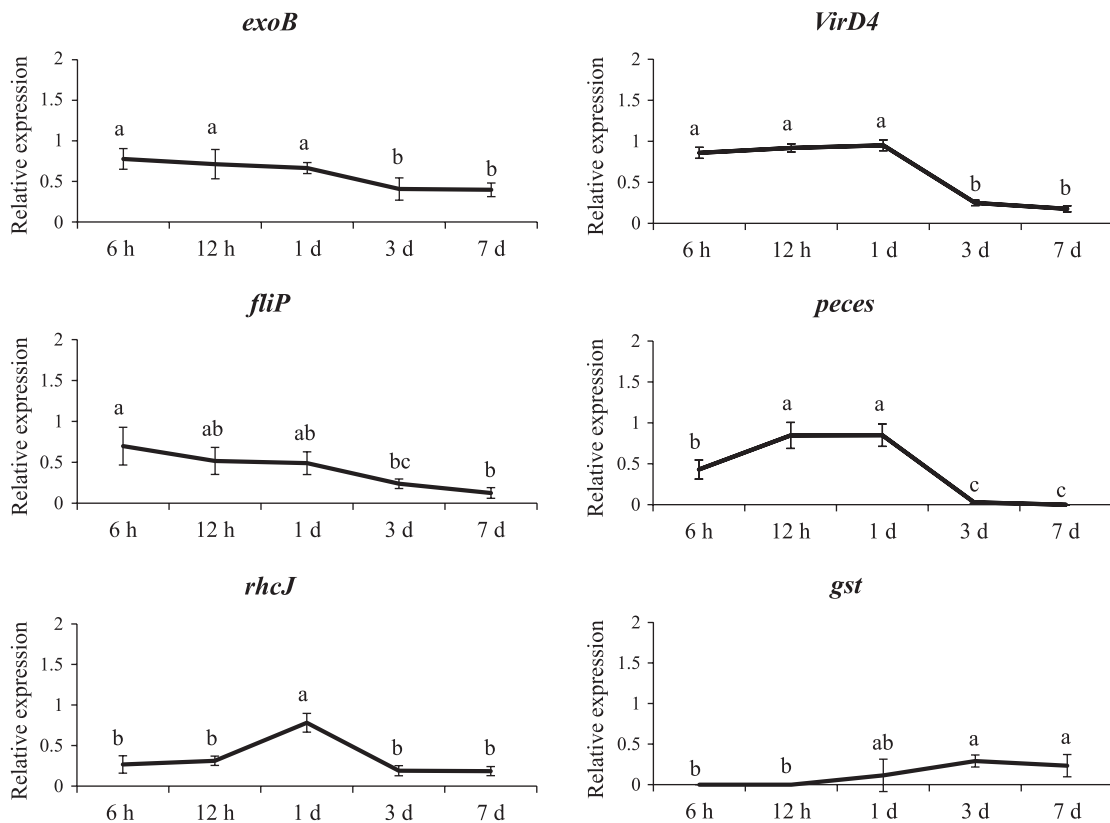 exoB
Relative expression
2
1.5
1
0.5
0
a
a
a
b
b
6 h 12 h 1 d 3 d 7 d
VirD4
Relative expression
2
1.5
1
0.5
0
a
a
a
b
b
6 h 12 h 1 d 3 d 7 d
fliP
Relative expression
2
1.5
1
0.5
0
a
ab
ab
bc
b
6 h 12 h 1 d 3 d 7 d
peces
Relative expression
2
1.5
1
0.5
0
b
a
a
c
c
6 h 12 h 1 d 3 d 7 d
rhcJ
Relative expression
2
1.5
1
0.5
0
b
b
a
b
b
6 h 12 h 1 d 3 d 7 d
gst
Relative expression
2
1.5
1
0.5
0
b
b
ab
a
a
6 h 12 h 1 d 3 d 7 d